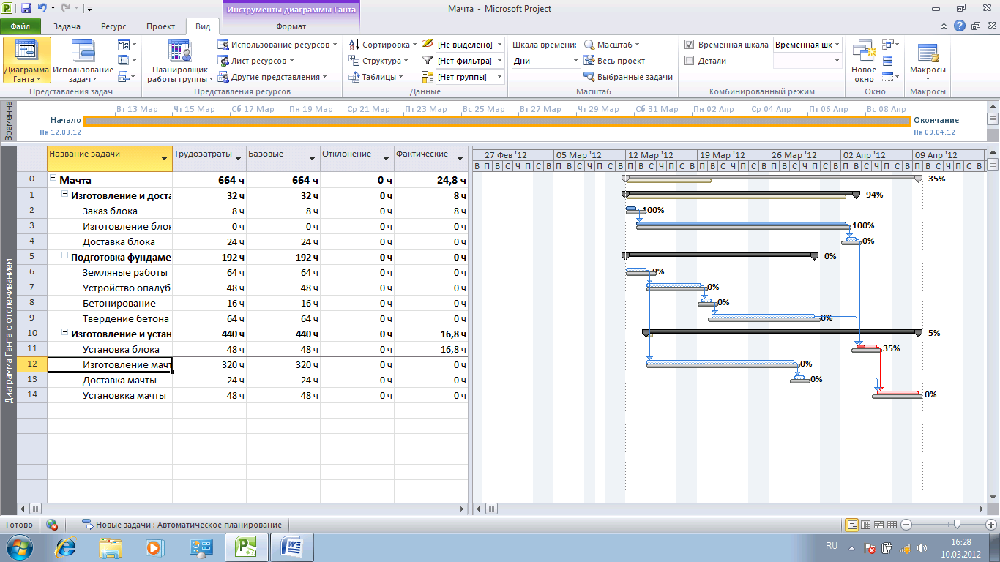 Инструменты диаграммы Ганта
Мачта - Microsoft Project
Файл Задача Ресурс Проект Вид Формат
Диаграмма Ганта
Использование задач
Представления задач
Планировщик работы группы
Использование ресурсов
Лист ресурсов
Другие представления
Представления ресурсов
Сортировка
Структура
Таблицы
[Не выделено]
[Нет фильтра]
[Нет группы]
Данные
Шкала времени:
Дни
Масштаб
Весь проект
Выбранные задачи
Масштаб
Временная шкала
Временная шк
Детали
Комбинированный режим
Новое окно
Окно
Макросы
Макросы
Временна
Вт 13 Мар Чт 15 Мар Сб 17 Мар Пн 19 Мар Ср 21 Мар Пт 23 Мар Вс 25 Мар Вт 27 Мар Чт 29 Мар Сб 31 Мар Пн 02 Апр Ср 04 Апр Пт 06 Апр Вс 08 Апр
Начало
Пн 12.03.12
Окончание
Пн 09.04.12
Диаграмма Ганта с отслеживанием
Название задачи Трудозатраты Базовые Отклонение Фактические
27 Фев '12 05 Мар '12 12 Мар '12 19 Мар '12 26 Мар '12 02 Апр '12 09 Апр '12
В П В С Ч П С В П В С Ч П С В П В С Ч П С В П В С Ч П С В П В С Ч П С В П В С Ч П С В П В С Ч П С В
0 Мачта 664 ч 664 ч 0 ч 24,8 ч 35%
1 Изготовление и доста 32 ч 32 ч 0 ч 8 ч 94%
2 Заказ блока 8 ч 8 ч 0 ч 8 ч 100%
3 Изготовление блок 0 ч 0 ч 0 ч 0 ч 100%
4 Доставка блока 24 ч 24 ч 0 ч 0 ч 0%
5 Подготовка фундаме 192 ч 192 ч 0 ч 0 ч 0%
6 Земляные работы 64 ч 64 ч 0 ч 0 ч 0%
7 Устройство опалуб 48 ч 48 ч 0 ч 0 ч 0%
8 Бетонирование 16 ч 16 ч 0 ч 0 ч 0%
9 Твердение бетона 64 ч 64 ч 0 ч 0 ч 0%
10 Изготовление и устан 440 ч 440 ч 0 ч 16,8 ч 5%
11 Установка блока 48 ч 48 ч 0 ч 16,8 ч 35%
12 Изготовление мачт 320 ч 320 ч 0 ч 0 ч 0%
13 Доставка мачты 24 ч 24 ч 0 ч 0 ч 0%
14 Установкка мачты 48 ч 48 ч 0 ч 0 ч 0%
Готово
Новые задачи : Автоматическое планирование
RU
16:28
10.03.2012